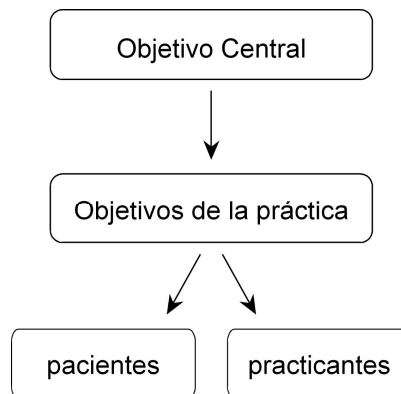 Objetivo Central
Objetivos de la práctica
pacientes
practicantes